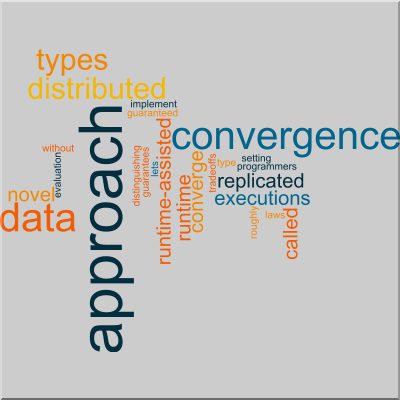 types
distributed
implement
guaranteed
approach
convergence
without
evaluation
distinguishing
guarantees
lets
runtime-assisted
runtime
converge
tradeoffs
type
setting
programmers
replicated
executions
novel
data
roughly
laws
called